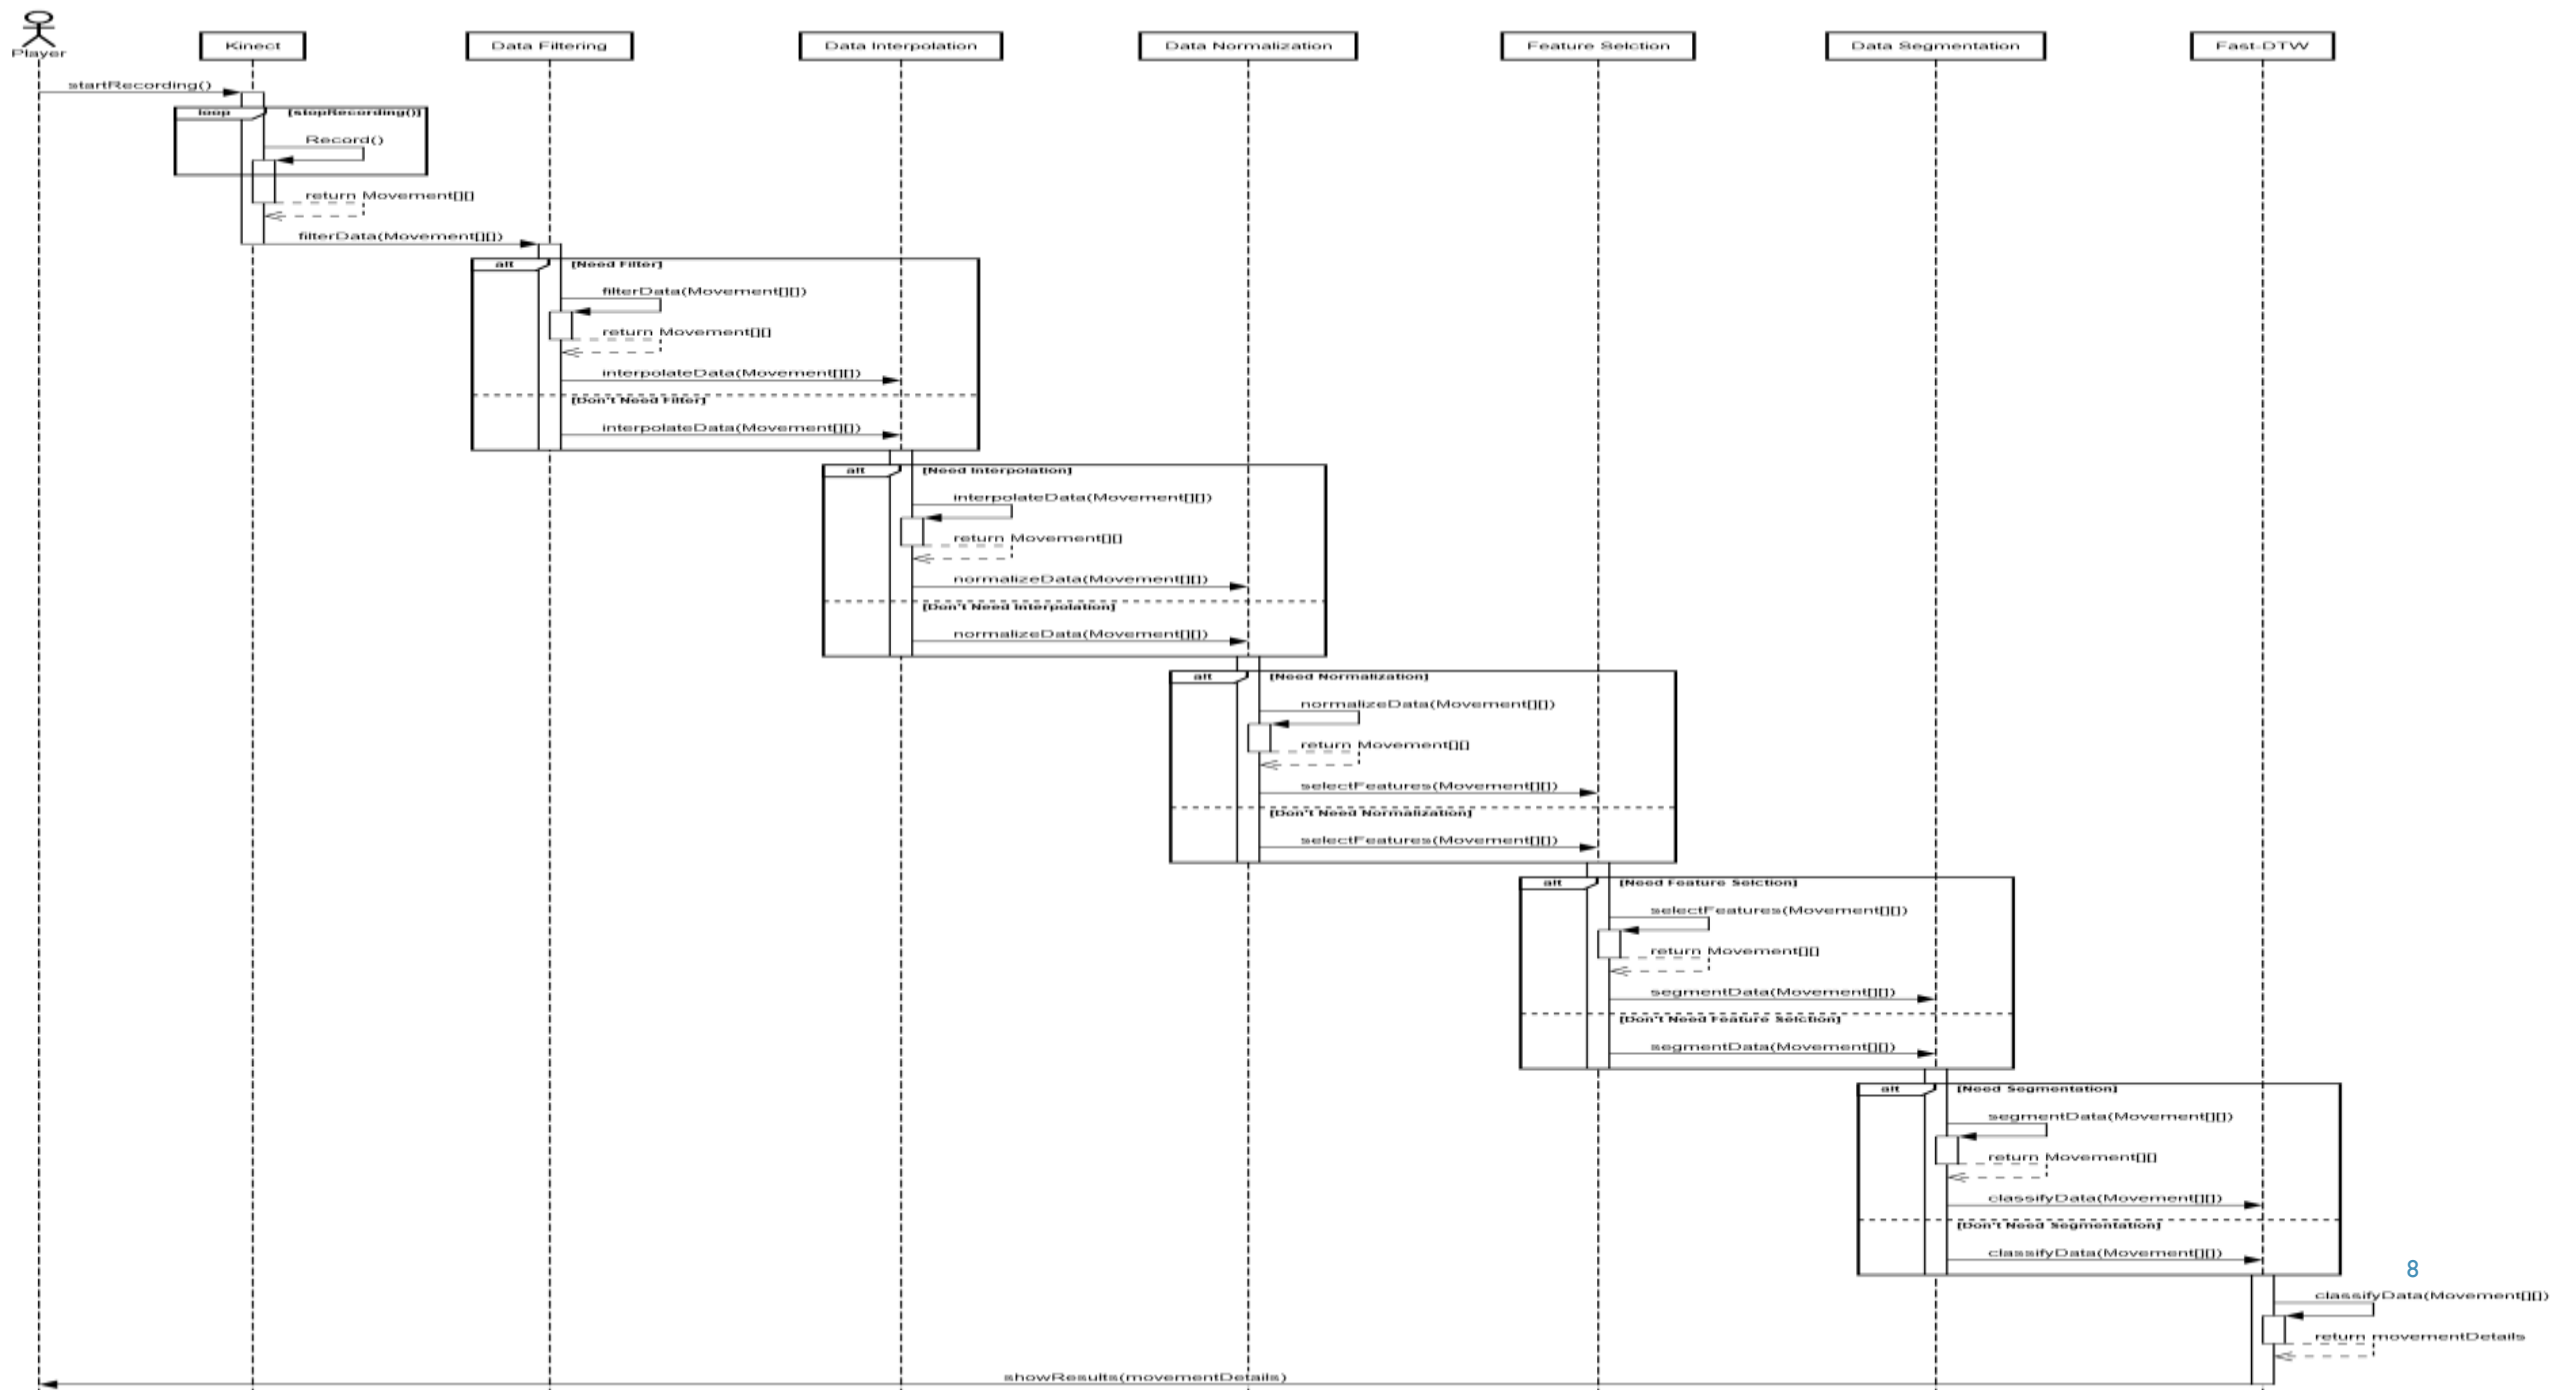 Player
Kinect
Data Filtering
Data Interpolation
Data Normalization
Feature Selction
Data Segmentation
Fast-DTW
startRecording()
loop
[stopRecording()]
Record()
return Movement[][]
filterData(Movement[][])
alt
[Need Filter]
filterData(Movement[][])
return Movement[][]
interpolateData(Movement[][])
[Don't Need Filter]
interpolateData(Movement[][])
alt
[Need Interpolation]
interpolateData(Movement[][])
return Movement[][]
normalizeData(Movement[][])
[Don't Need Interpolation]
normalizeData(Movement[][])
alt
[Need Normalization]
normalizeData(Movement[][])
return Movement[][]
selectFeatures(Movement[][])
[Don't Need Normalization]
selectFeatures(Movement[][])
alt
[Need Feature Selction]
selectFeatures(Movement[][])
return Movement[][]
segmentData(Movement[][])
[Don't Need Feature Selction]
segmentData(Movement[][])
alt
[Need Segmentation]
segmentData(Movement[][])
return Movement[][]
classifyData(Movement[][])
[Don't Need Segmentation]
classifyData(Movement[][])
8
classifyData(Movement[][])
return movementDetails
showResults(movementDetails)